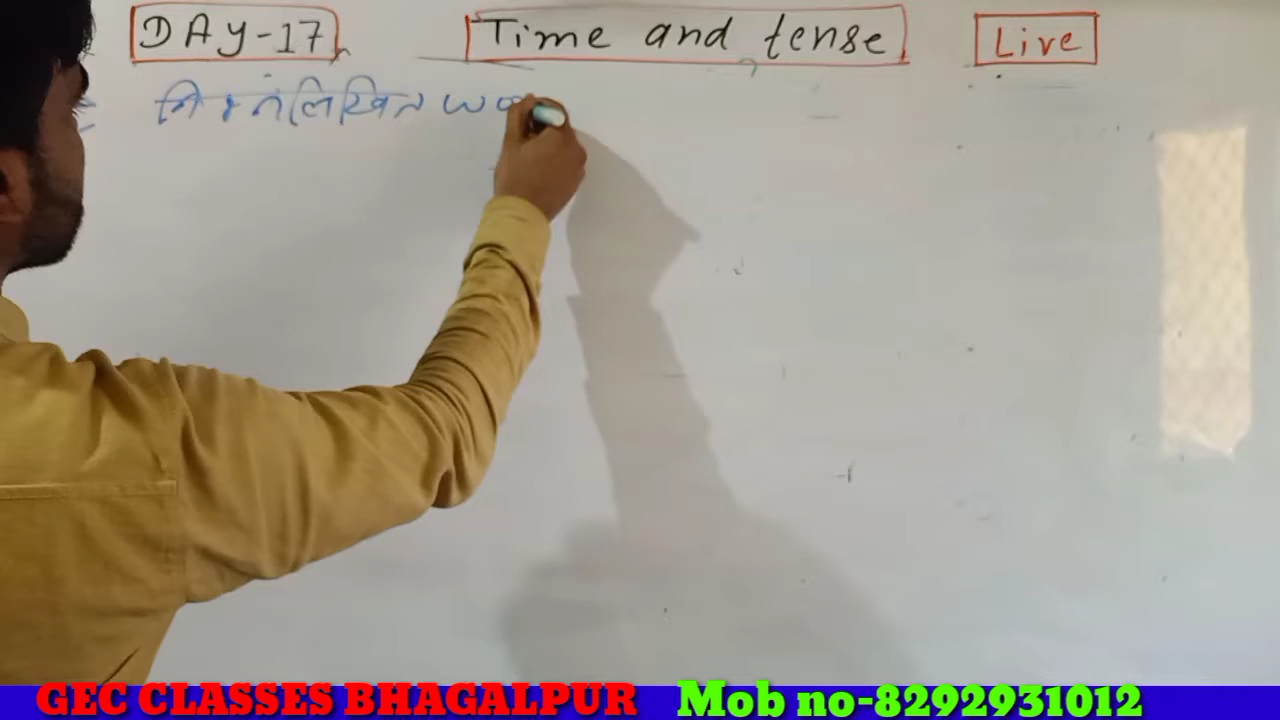 DAY-17 Time and tense Live
निम्नलिखित
GEC CLASSES BHAGALPUR Mob no-8292931012